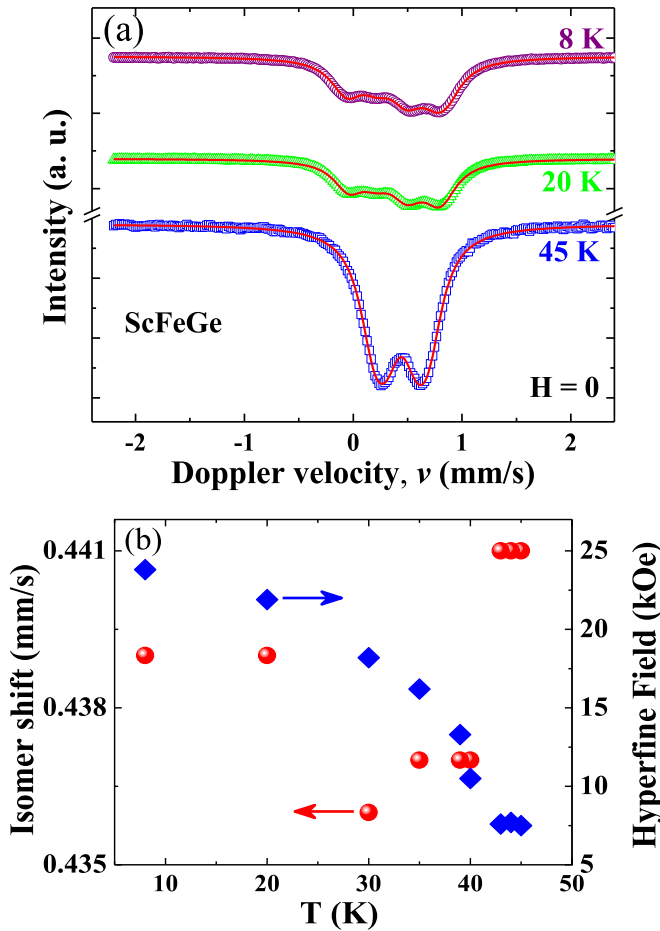 (a)
8 K
20 K
45 K
Intensity (a. u.)
ScFeGe
H = 0
-2 -1 0 1 2
Doppler velocity, v (mm/s)
(b)
0.441 25
20
0.438 15
10
0.435 5
Isomer shift (mm/s)
Hyperfine Field (kOe)
10 20 30 40 50
T (K)